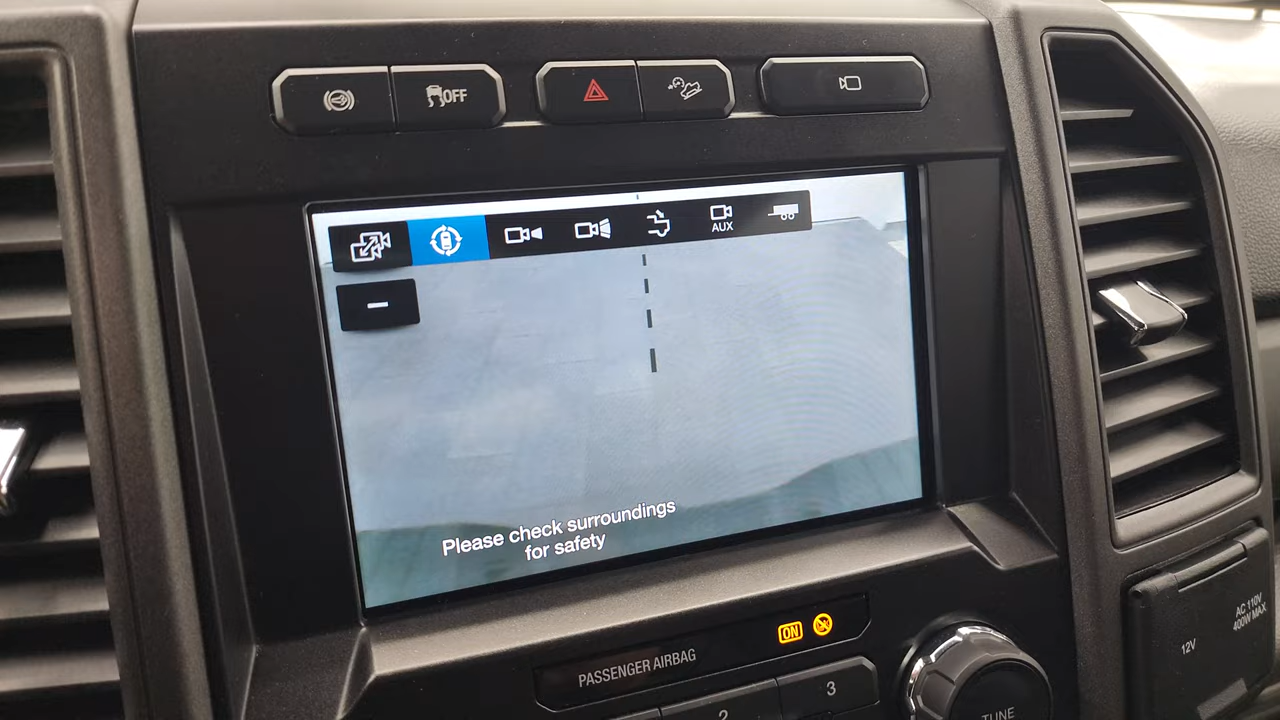 OFF
AUX
Please check surroundings
for safety
ON
PASSENGER AIRBAG
2
3
TUNE
12V
AC 110V
400W MAX.